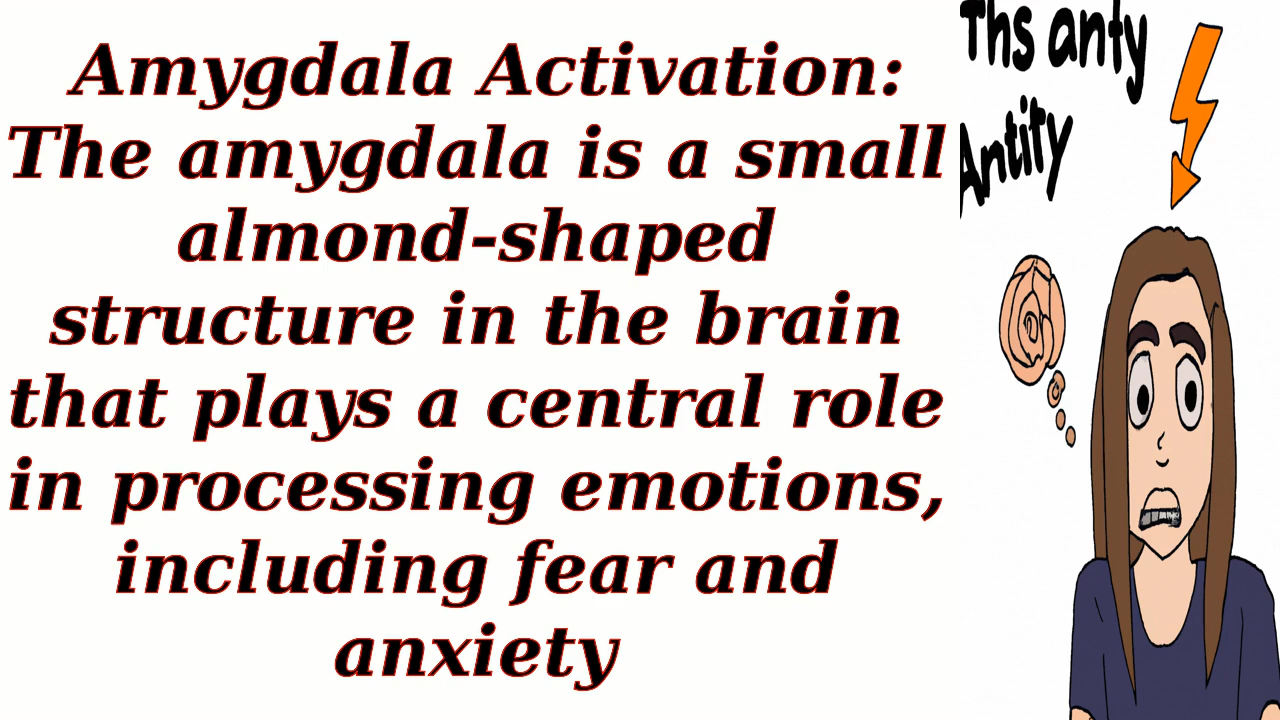 Amygdala Activation:
The amygdala is a small
almond-shaped
structure in the brain
that plays a central role
in processing emotions,
including fear and
anxiety
Ths anty
Antity